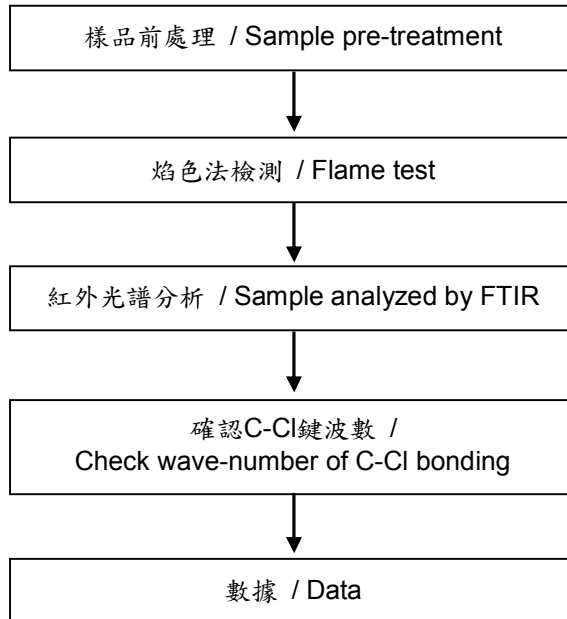 樣品前處理 / Sample pre-treatment
焰色法檢測 / Flame test
紅外光譜分析 / Sample analyzed by FTIR
確認C-Cl鍵波數 /
Check wave-number of C-Cl bonding
數據 / Data